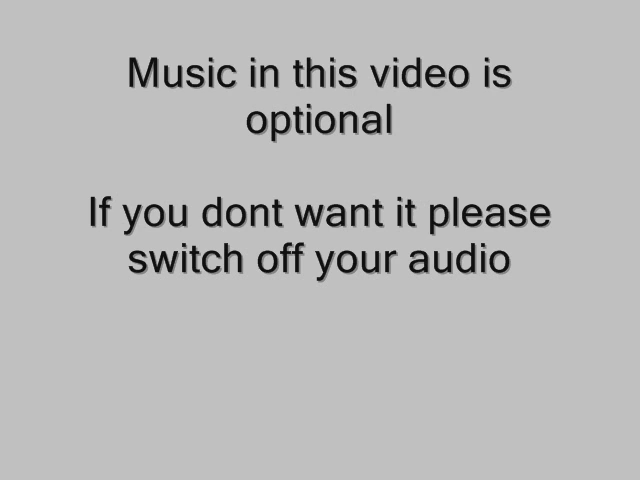 Music in this video is
optional
If you dont want it please
switch off your audio